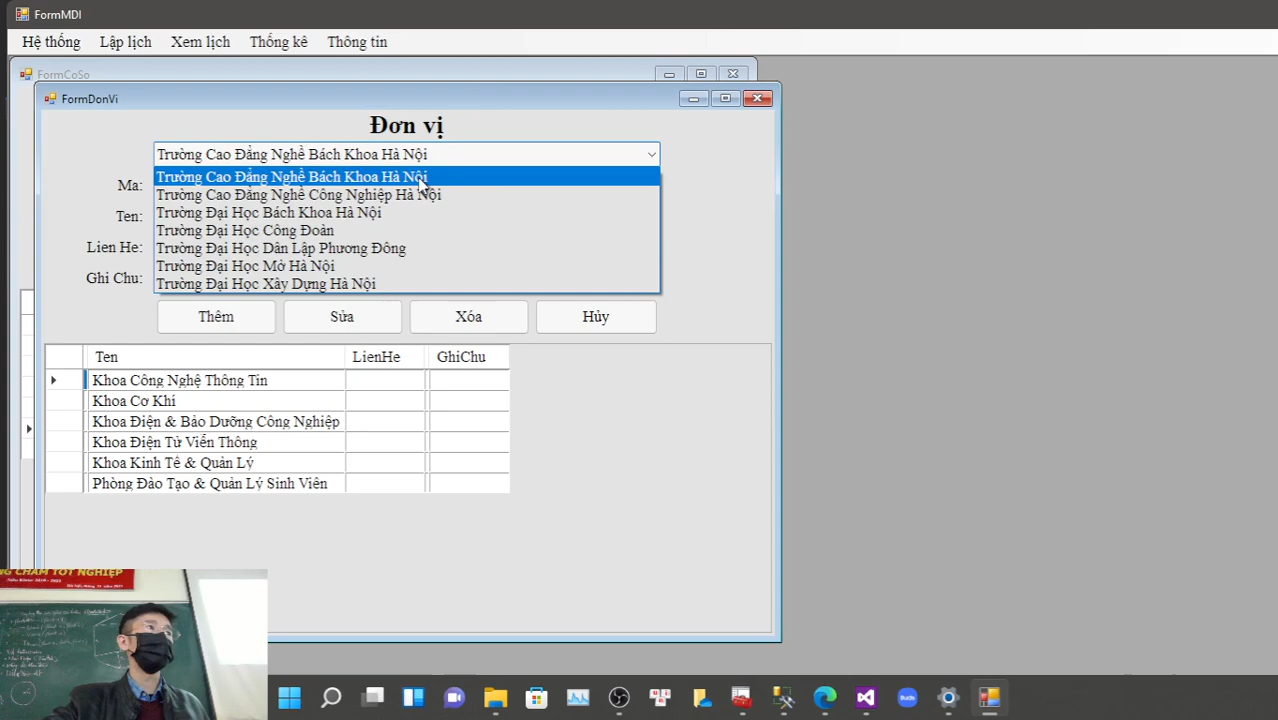 FormMDI
Hệ thống Lập lịch Xem lịch Thống kê Thông tin
FormCoSo
FormDonVi
Đơn vị
Trường Cao Đẳng Nghề Bách Khoa Hà Nội
Trường Cao Đẳng Nghề Bách Khoa Hà Nội
Ma:
Trường Cao Đẳng Nghề Công Nghiệp Hà Nội
Ten:
Trường Đại Học Bách Khoa Hà Nội
Trường Đại Học Công Đoàn
Lien He:
Trường Đại Học Dân Lập Phương Đông
Trường Đại Học Mở Hà Nội
Ghi Chu:
Trường Đại Học Xây Dựng Hà Nội
Thêm Sửa Xóa Hủy
Ten LienHe GhiChu
Khoa Công Nghệ Thông Tin
Khoa Cơ Khí
Khoa Điện & Bảo Dưỡng Công Nghiệp
Khoa Điện Tử Viễn Thông
Khoa Kinh Tế & Quản Lý
Phòng Đào Tạo & Quản Lý Sinh Viên
CHẤM TỐT NGHIỆP